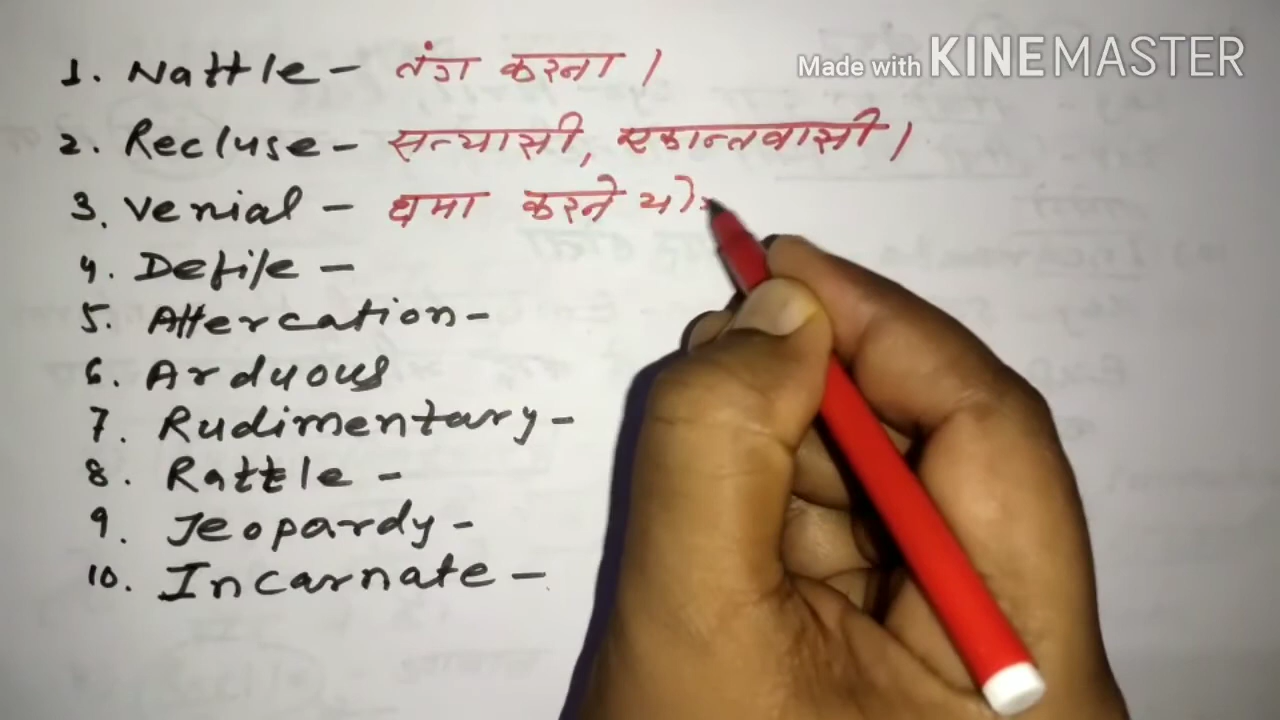 Made with KINEMASTER
1. Nattle - तंग करना ।
2. Recluse - सन्यासी, एकान्तवासी ।
3. Venial - छमा करने
4. Defile -
5. Altercation -
6. Arduous
7. Rudimentary -
8. Rattle -
9. Jeopardy -
10. Incarnate -